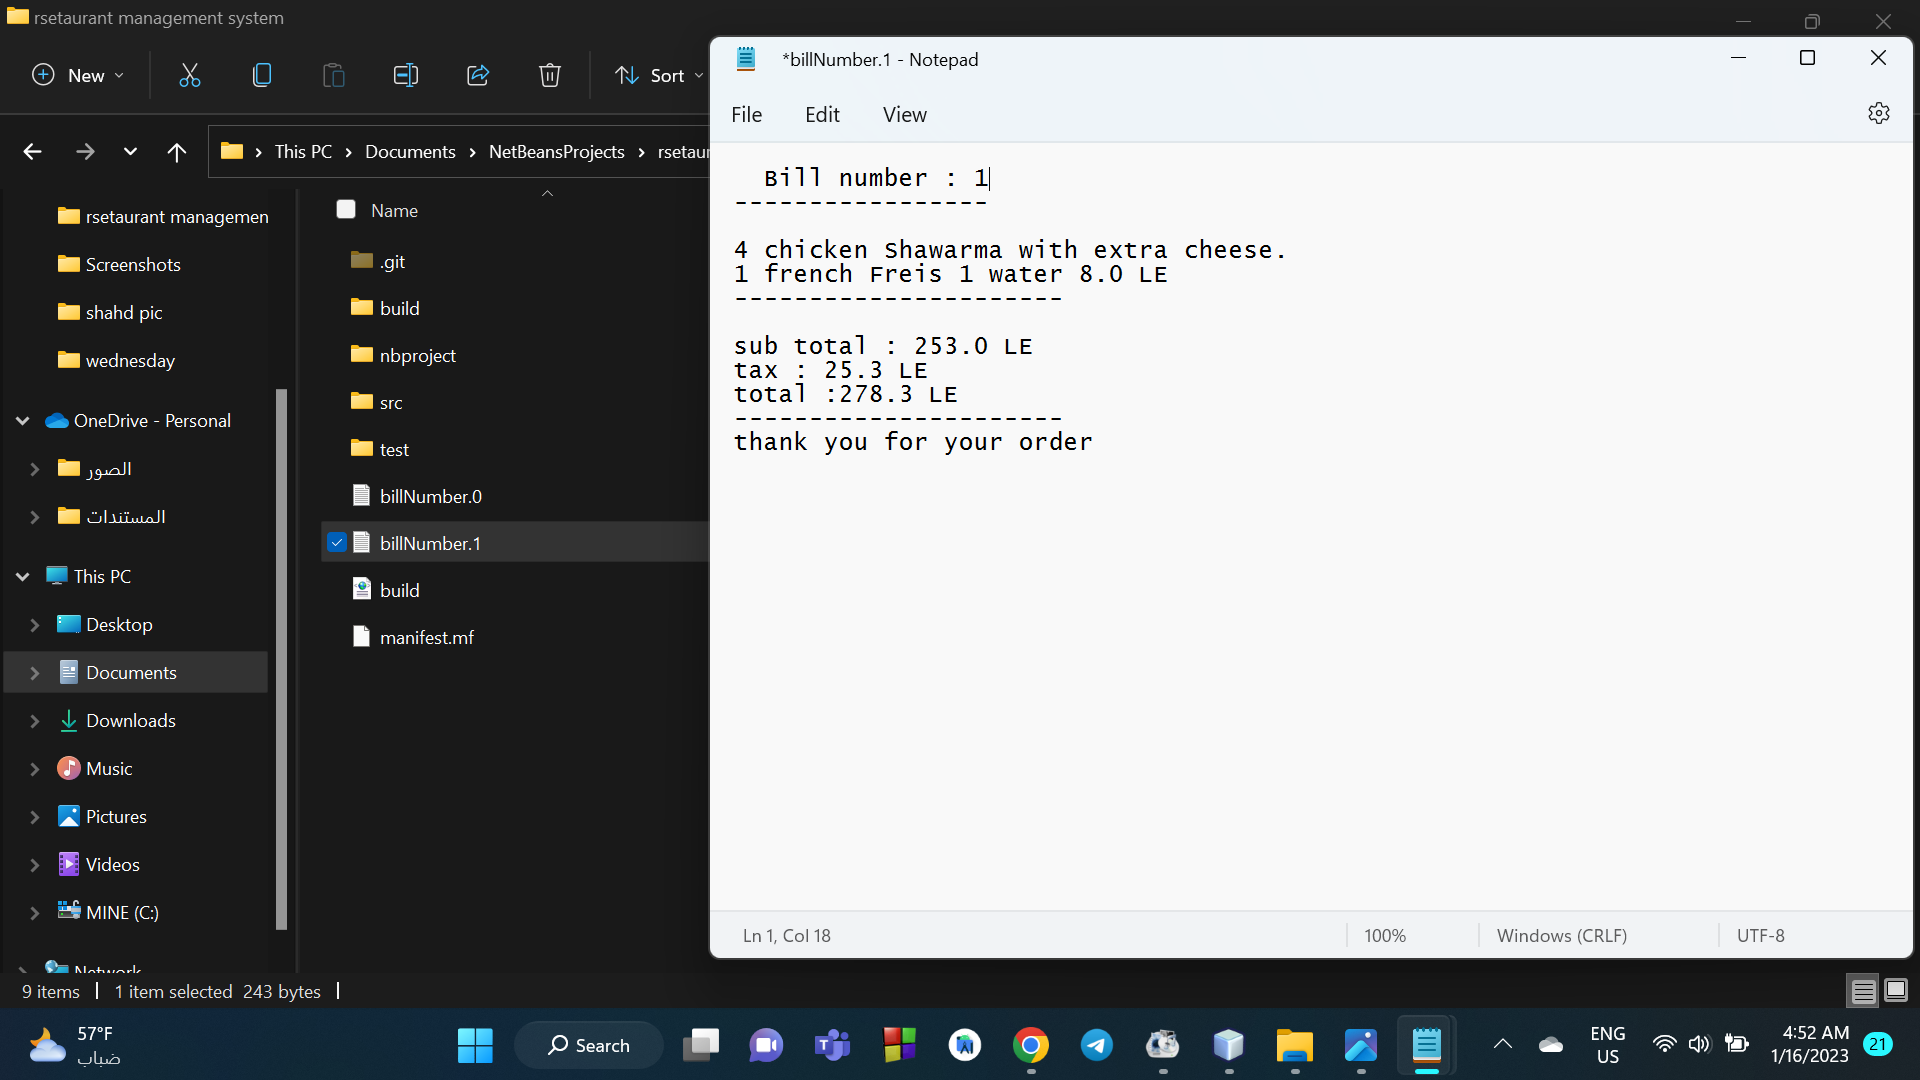 rsetaurant management system
New
Sort
This PC
Documents
NetBeansProjects
rsetaur
rsetaurant managemen
Screenshots
shahd pic
wednesday
OneDrive - Personal
الصور
المستندات
This PC
Desktop
Documents
Downloads
Music
Pictures
Videos
MINE (C:)
Network
Name
.git
build
nbproject
src
test
billNumber.0
billNumber.1
build
manifest.mf
9 items
1 item selected 243 bytes
*billNumber.1 - Notepad
File Edit View
Bill number : 1
-----------------
4 chicken Shawarma with extra cheese.
1 french Freis 1 water 8.0 LE
----------------------
sub total : 253.0 LE
tax : 25.3 LE
total :278.3 LE
----------------------
thank you for your order
Ln 1, Col 18
100%
Windows (CRLF)
UTF-8
57°F
ضباب
Search
ENG
US
4:52 AM
1/16/2023
21